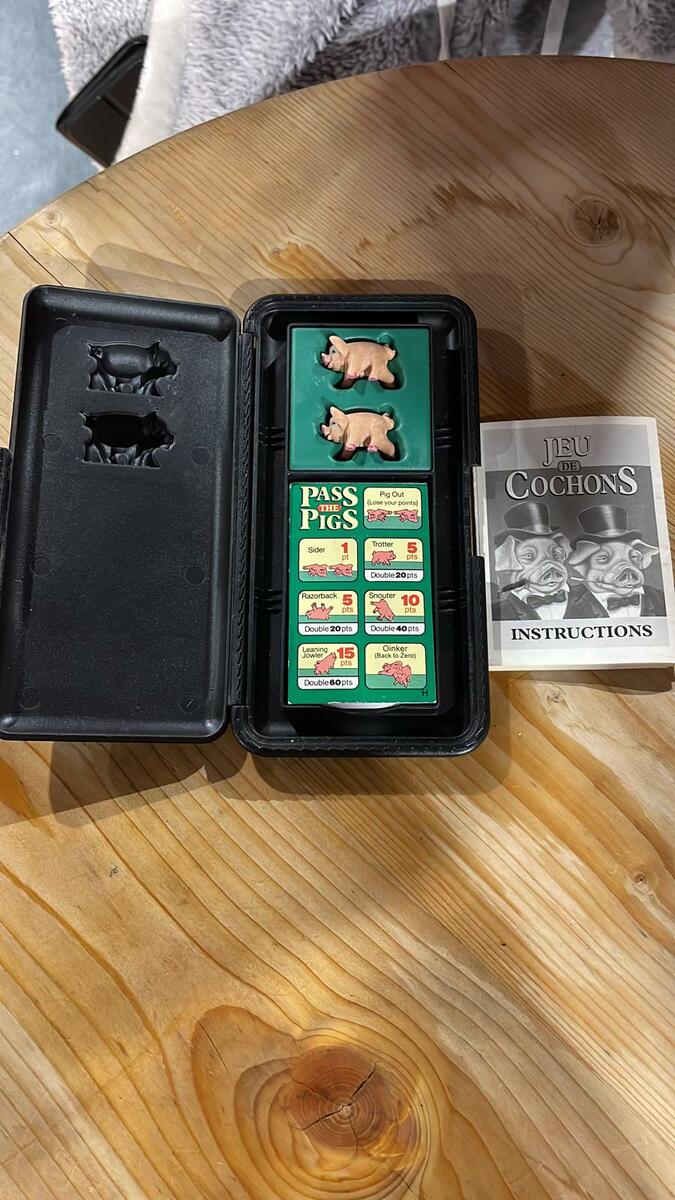 PASS
THE
PIGS
Pig Out
(Lose your points)
Sider 1
pt
Trotter 5
pts
Double 20 pts
Razorback 5
pts
Double 20 pts
Snouter 10
pts
Double 40 pts
Leaning
Jowler 15
pts
Double 60 pts
Oinker
(Back to Zero)
H
JEU
DE
COCHONS
INSTRUCTIONS